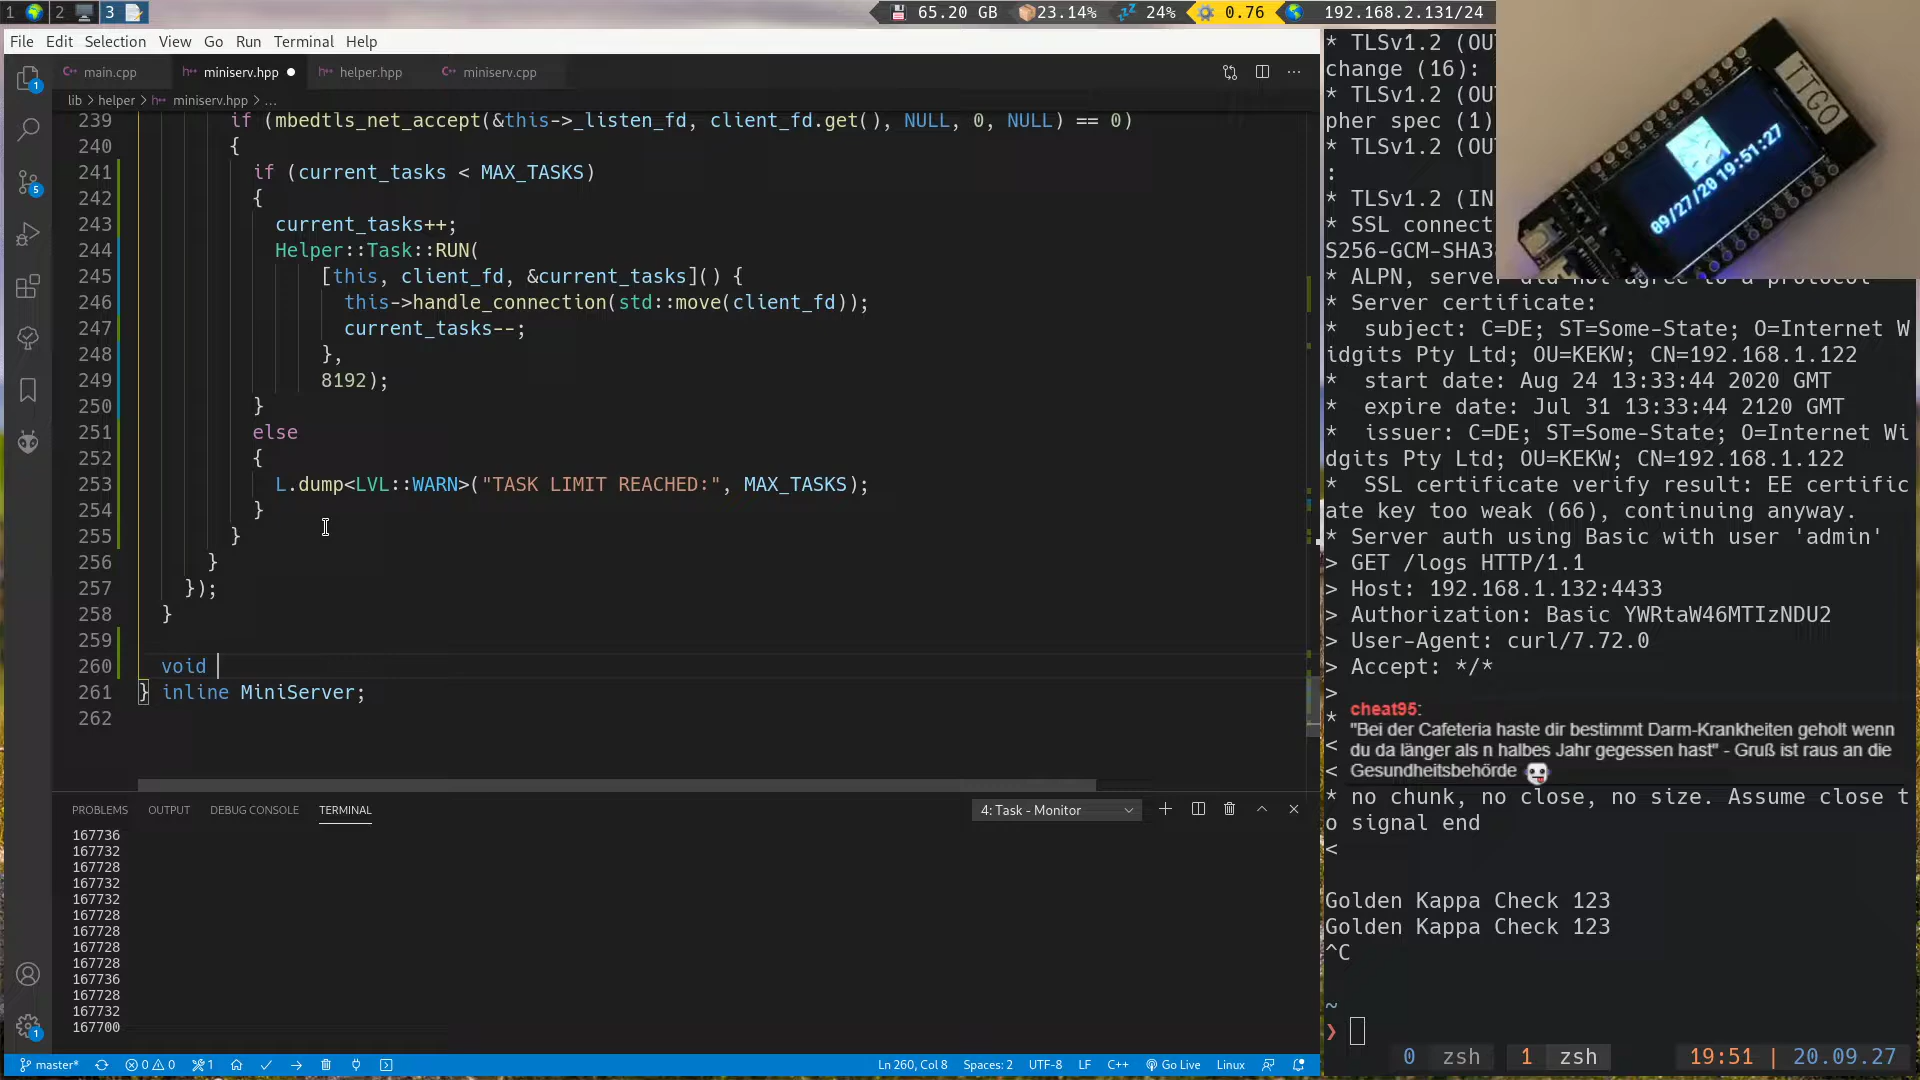 1 2 3 65.20 GB 23.14% 24% 0.76 192.168.2.131/24
File Edit Selection View Go Run Terminal Help
main.cpp miniserv.hpp helper.hpp miniserv.cpp
lib > helper > miniserv.hpp > ...
239 if (mbedtls_net_accept(&this->_listen_fd, client_fd.get(), NULL, 0, NULL) == 0)
240 {
241 if (current_tasks < MAX_TASKS)
242 {
243 current_tasks++;
244 Helper::Task::RUN(
245 [this, client_fd, &current_tasks]() {
246 this->handle_connection(std::move(client_fd));
247 current_tasks--;
248 },
249 8192);
250 }
251 else
252 {
253 L.dump<LVL::WARN>("TASK LIMIT REACHED:", MAX_TASKS);
254 }
255 }
256 }
257 });
258 }
259
260 void
261 } inline MiniServer;
262
1
5
1
PROBLEMS OUTPUT DEBUG CONSOLE TERMINAL 4: Task - Monitor
167736
167732
167728
167732
167732
167728
167728
167728
167728
167736
167728
167732
167700
master* 0 0 1 Ln 260, Col 8 Spaces: 2 UTF-8 LF C++ Go Live Linux
* TLSv1.2 (OU
change (16):
* TLSv1.2 (OU
pher spec (1)
* TLSv1.2 (OU
:
* TLSv1.2 (IN
* SSL connect
S256-GCM-SHA3
* ALPN, server did not agree to a protocol
* Server certificate:
*  subject: C=DE; ST=Some-State; O=Internet W
idgits Pty Ltd; OU=KEKW; CN=192.168.1.122
*  start date: Aug 24 13:33:44 2020 GMT
*  expire date: Jul 31 13:33:44 2120 GMT
*  issuer: C=DE; ST=Some-State; O=Internet Wi
dgits Pty Ltd; OU=KEKW; CN=192.168.1.122
*  SSL certificate verify result: EE certific
ate key too weak (66), continuing anyway.
* Server auth using Basic with user 'admin'
> GET /logs HTTP/1.1
> Host: 192.168.1.132:4433
> Authorization: Basic YWRtaW46MTIzNDU2
> User-Agent: curl/7.72.0
> Accept: */*
>
*
<
<
cheat95:
"Bei der Cafeteria haste dir bestimmt Darm-Krankheiten geholt wenn
du da länger als n halbes Jahr gegessen hast" - Gruß ist raus an die
Gesundheitsbehörde
* no chunk, no close, no size. Assume close t
o signal end
<
Golden Kappa Check 123
Golden Kappa Check 123
^C
~
❯
0 zsh 1 zsh 19:51 | 20.09.27
TTGO
09/27/20 19:51:27